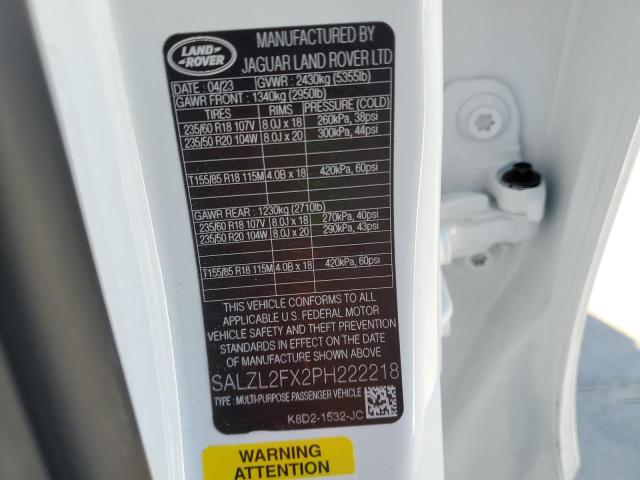 LAND-
ROVER
MANUFACTURED BY
JAGUAR LAND ROVER LTD
DATE : 04/23 GVWR : 2430kg (5355lb)
GAWR FRONT : 1340kg (2950lb)
TIRES RIMS PRESSURE (COLD)
235/60 R18 107V 8.0J x 18 260kPa, 38psi
235/50 R20 104W 8.0J x 20 300kPa, 44psi
T155/85 R18 115M 4.0B x 18 420kPa, 60psi
GAWR REAR : 1230kg (2710lb)
235/60 R18 107V 8.0J x 18 270kPa, 40psi
235/50 R20 104W 8.0J x 20 290kPa, 43psi
T155/85 R18 115M 4.0B x 18 420kPa, 60psi
THIS VEHICLE CONFORMS TO ALL
APPLICABLE U.S. FEDERAL MOTOR
VEHICLE SAFETY AND THEFT PREVENTION
STANDARDS IN EFFECT ON THE DATE
OF MANUFACTURE SHOWN ABOVE
SALZL2FX2PH222218
TYPE : MULTI-PURPOSE PASSENGER VEHICLE
K8D2-1532-JC
WARNING
ATTENTION